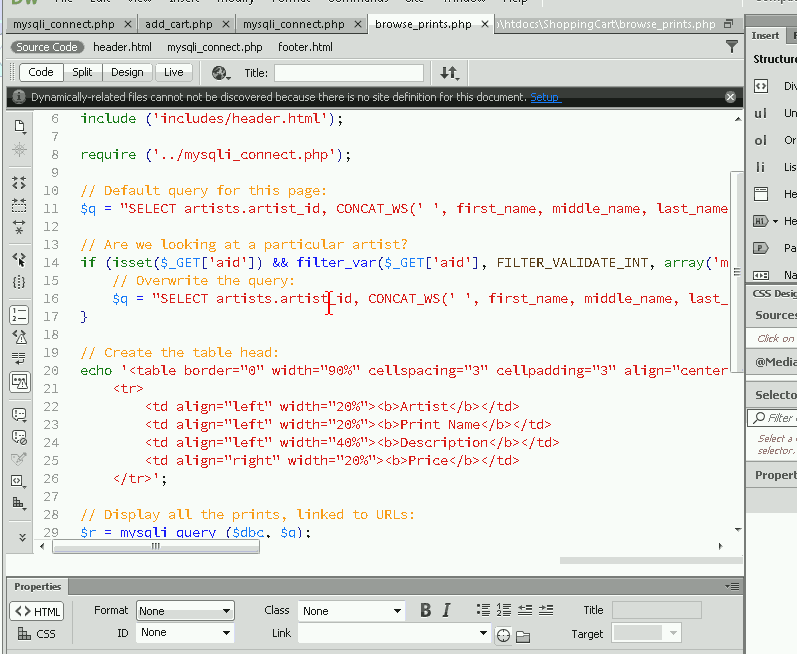 DW
mysqli_connect.php × add_cart.php × mysqli_connect.php × browse_prints.php × \htdocs\ShoppingCart\browse_prints.php
Source Code header.html mysqli_connect.php footer.html
Code Split Design Live Title:
Dynamically-related files cannot not be discovered because there is no site definition for this document. Setup
6 include ('includes/header.html');
7
8 require ('../mysqli_connect.php');
9
10 // Default query for this page:
11 $q = "SELECT artists.artist_id, CONCAT_WS(' ', first_name, middle_name, last_name
12
13 // Are we looking at a particular artist?
14 if (isset($_GET['aid']) && filter_var($_GET['aid'], FILTER_VALIDATE_INT, array('m
15 // Overwrite the query:
16 $q = "SELECT artists.artist_id, CONCAT_WS(' ', first_name, middle_name, last_
17 }
18
19 // Create the table head:
20 echo '<table border="0" width="90%" cellspacing="3" cellpadding="3" align="center
21 <tr>
22 <td align="left" width="20%"><b>Artist</b></td>
23 <td align="left" width="20%"><b>Print Name</b></td>
24 <td align="left" width="40%"><b>Description</b></td>
25 <td align="right" width="20%"><b>Price</b></td>
26 </tr>';
27
28 // Display all the prints, linked to URLs:
29 $r = mysqli_query ($dbc, $q);
Insert
Structure
Div
ul Un
ol Or
li Lis
He
H1 He
P Pa
Na
CSS Desig
Sources
Click on
@Media
Selecto
Filter
Select a
selector.
Propert
Properties
<> HTML Format None Class None B I Title
CSS ID None Link Target